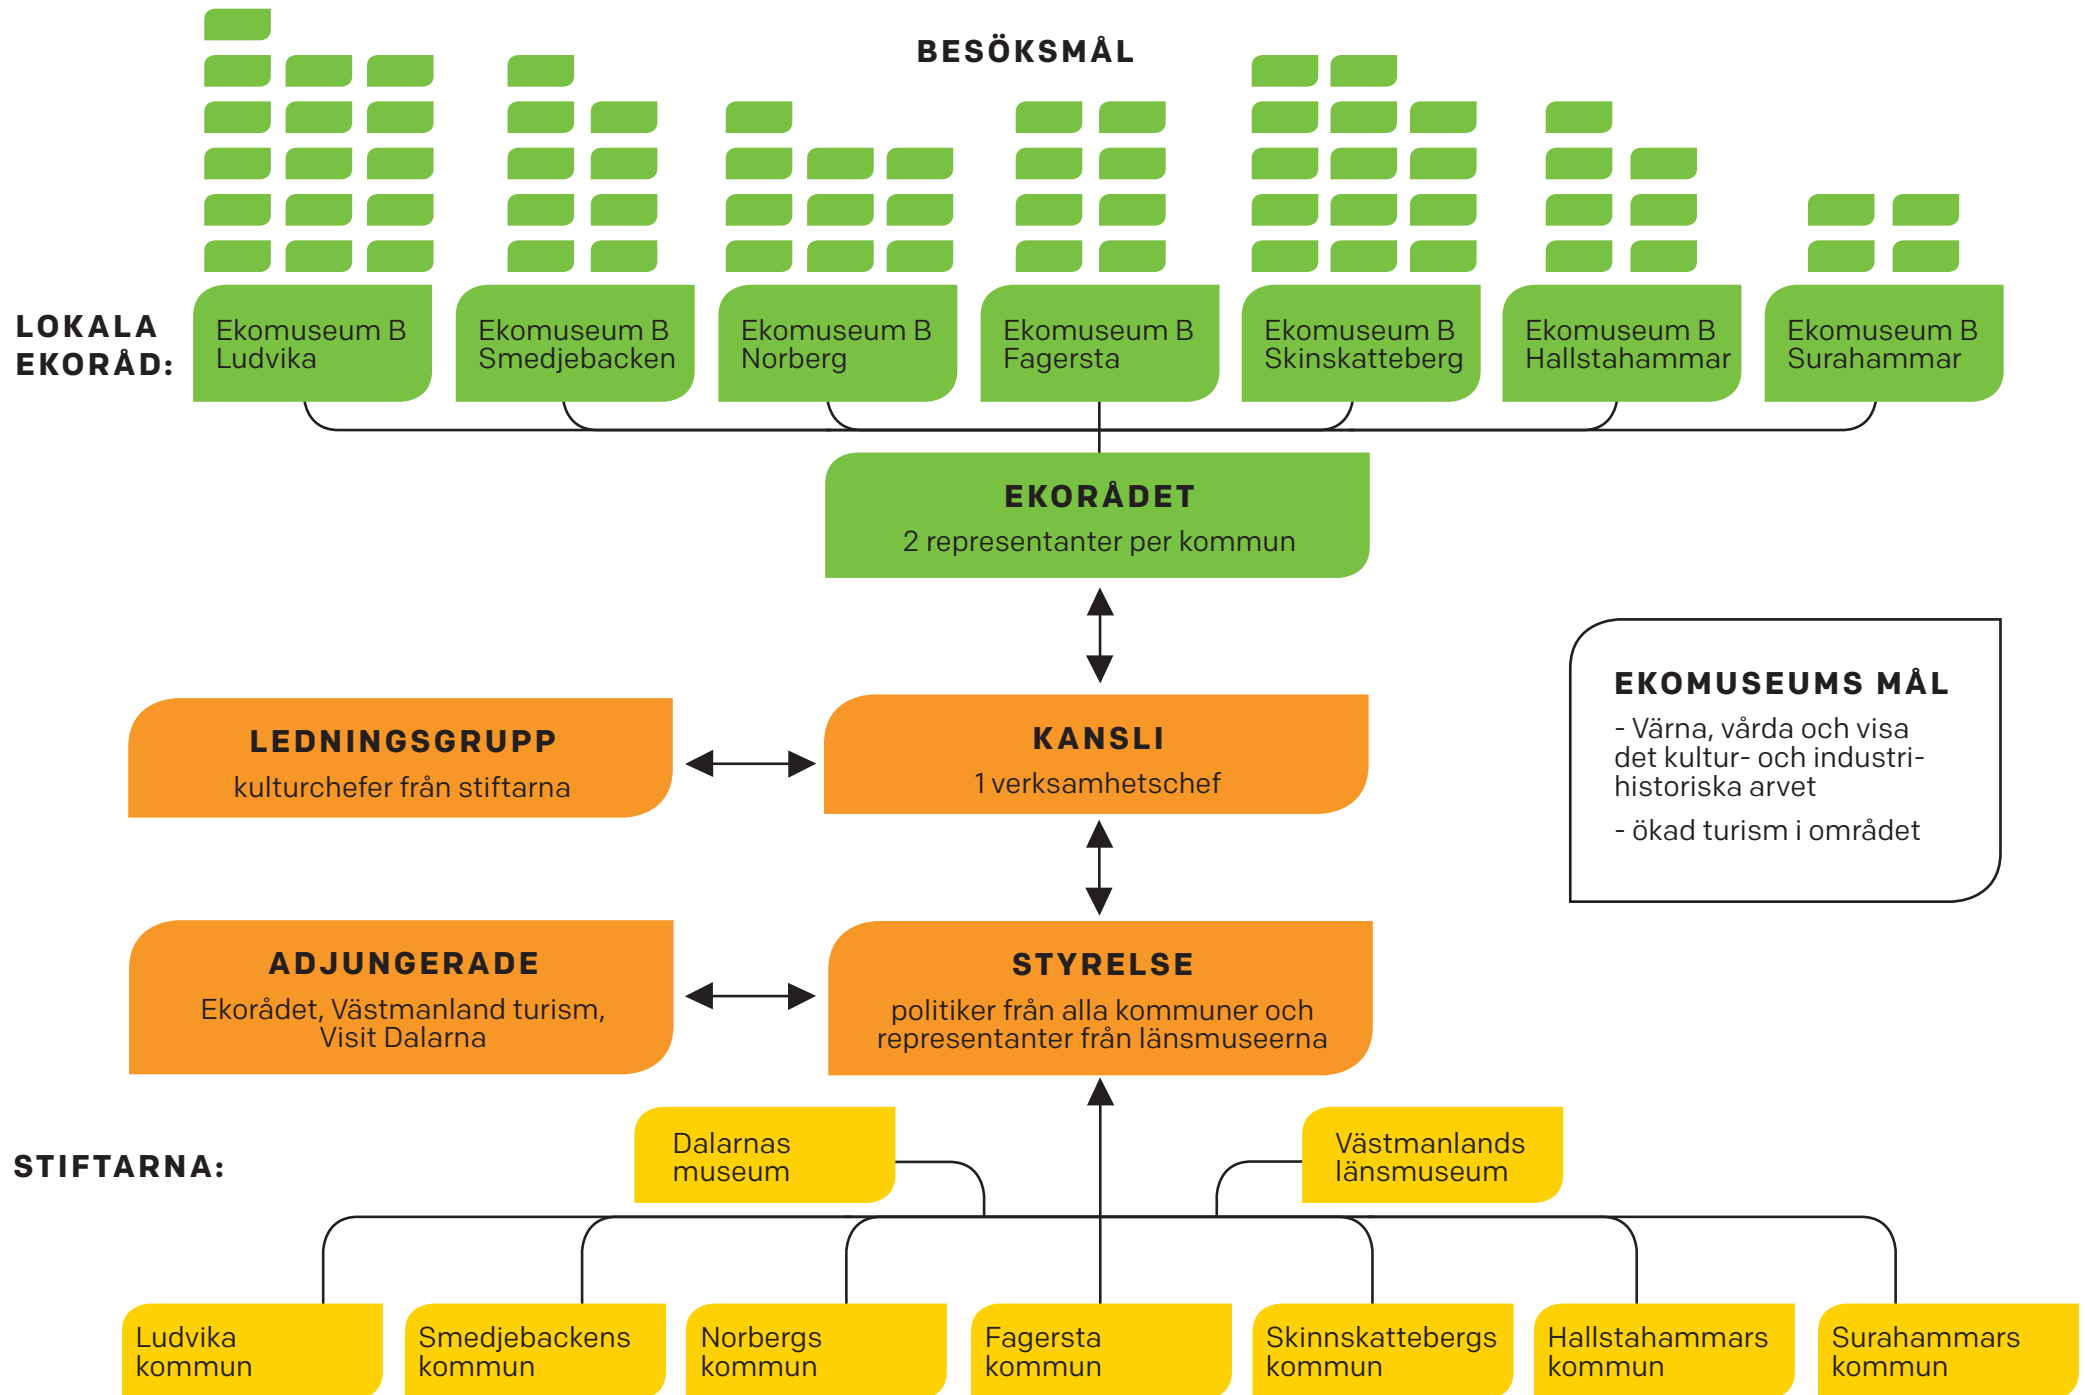 BESÖKSMÅL
LOKALA
EKORÅD:
Ekomuseum B
Ludvika
Ekomuseum B
Smedjebacken
Ekomuseum B
Norberg
Ekomuseum B
Fagersta
Ekomuseum B
Skinskatteberg
Ekomuseum B
Hallstahammar
Ekomuseum B
Surahammar
EKORÅDET
2 representanter per kommun
EKOMUSEUMS MÅL
- Värna, vårda och visa
det kultur- och industri-
historiska arvet
- ökad turism i området
LEDNINGSGRUPP
kulturchefer från stiftarna
KANSLI
1 verksamhetschef
ADJUNGERADE
Ekorådet, Västmanland turism,
Visit Dalarna
STYRELSE
politiker från alla kommuner och
representanter från länsmuseerna
STIFTARNA:
Dalarnas
museum
Västmanlands
länsmuseum
Ludvika
kommun
Smedjebackens
kommun
Norbergs
kommun
Fagersta
kommun
Skinnskattebergs
kommun
Hallstahammars
kommun
Surahammars
kommun